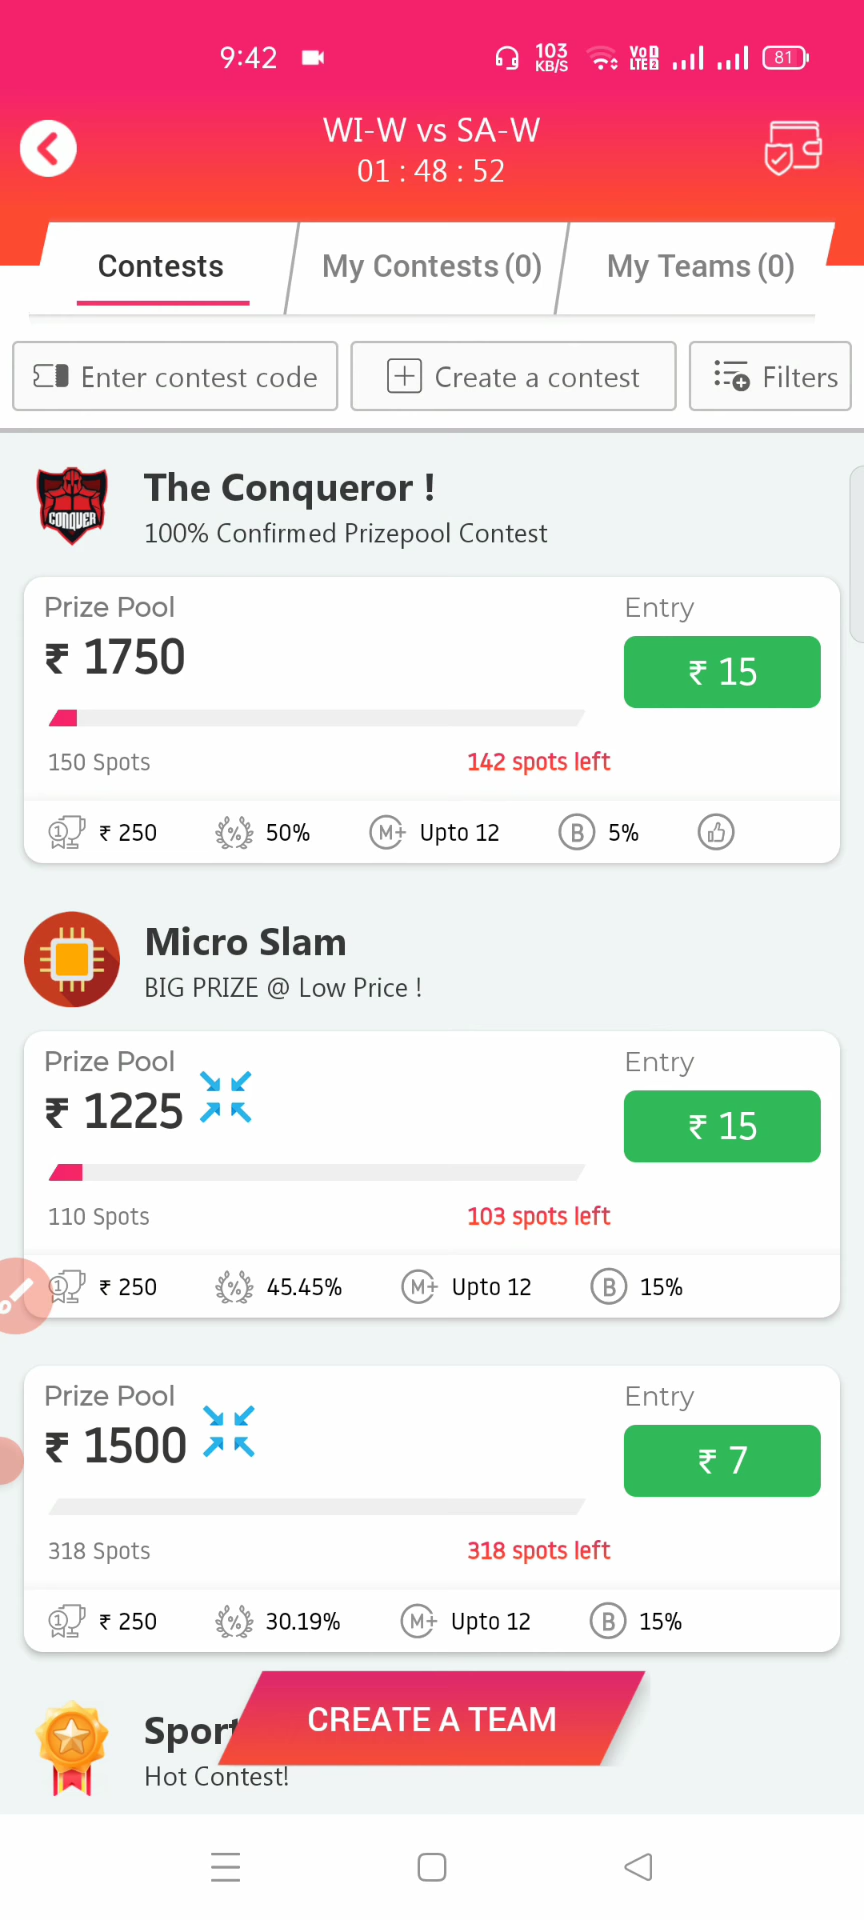 9:42
103
KB/S
VoD
LTE2
81
WI-W vs SA-W
01 : 48 : 52
Contests
My Contests (0)
My Teams (0)
Enter contest code
Create a contest
Filters
CONQUER
The Conqueror !
100% Confirmed Prizepool Contest
Prize Pool
Entry
₹ 1750
₹ 15
150 Spots
142 spots left
1
₹ 250
%
50%
M+
Upto 12
B
5%
Micro Slam
BIG PRIZE @ Low Price !
Prize Pool
Entry
₹ 1225
₹ 15
110 Spots
103 spots left
1
₹ 250
%
45.45%
M+
Upto 12
B
15%
Prize Pool
Entry
₹ 1500
₹ 7
318 Spots
318 spots left
1
₹ 250
%
30.19%
M+
Upto 12
B
15%
CREATE A TEAM
Hot Contest!